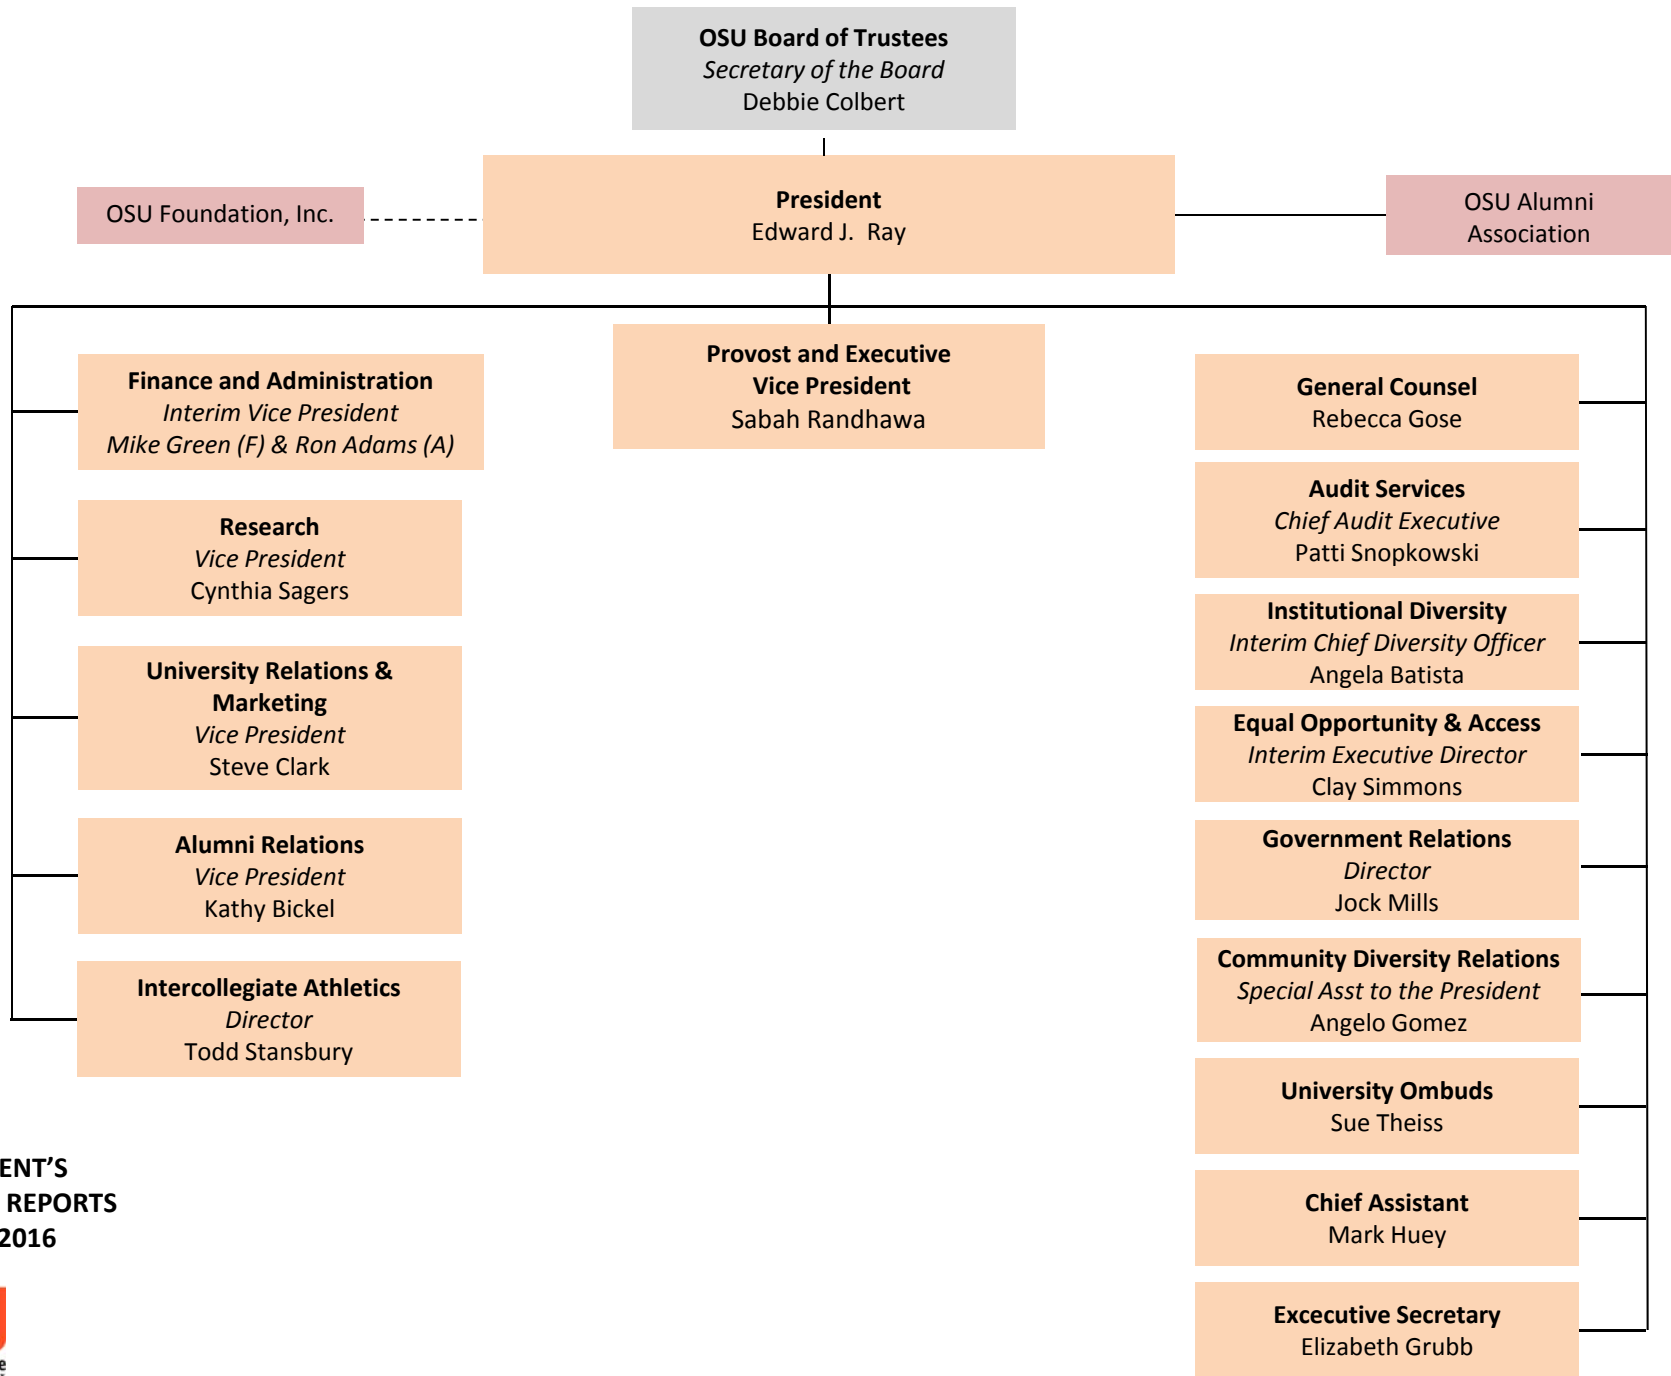 OSU Board of Trustees
Secretary of the Board
Debbie Colbert
President
Edward J. Ray
OSU Foundation, Inc.
OSU Alumni
Association
Provost and Executive
Vice President
Sabah Randhawa
Finance and Administration
Interim Vice President
Mike Green (F) & Ron Adams (A)
Research
Vice President
Cynthia Sagers
University Relations &
Marketing
Vice President
Steve Clark
Alumni Relations
Vice President
Kathy Bickel
Intercollegiate Athletics
Director
Todd Stansbury
General Counsel
Rebecca Gose
Audit Services
Chief Audit Executive
Patti Snopkowski
Institutional Diversity
Interim Chief Diversity Officer
Angela Batista
Equal Opportunity & Access
Interim Executive Director
Clay Simmons
Government Relations
Director
Jock Mills
Community Diversity Relations
Special Asst to the President
Angelo Gomez
University Ombuds
Sue Theiss
Chief Assistant
Mark Huey
Excecutive Secretary
Elizabeth Grubb
ENT’S
REPORTS
2016